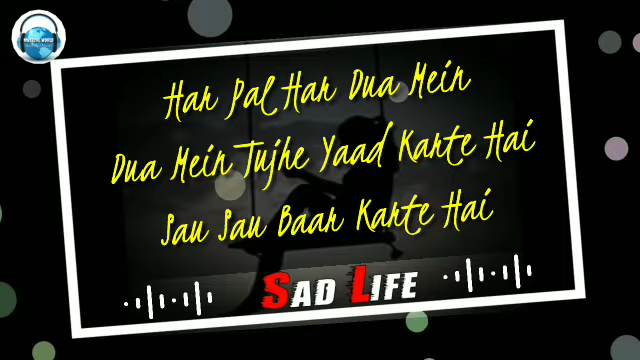 Har Pal Har Dua Mein
Dua Mein Tujhe Yaad Karte Hai
Sau Sau Baar Karte Hai
SAD LIFE